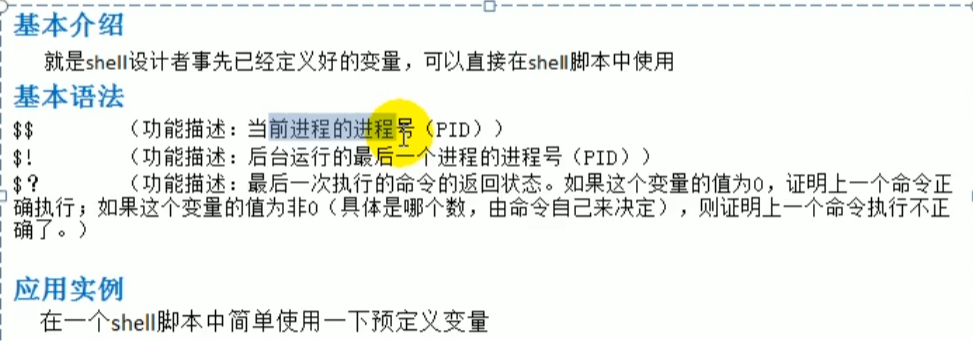 基本介绍
就是shell设计者事先已经定义好的变量，可以直接在shell脚本中使用
基本语法
$$ （功能描述：当前进程的进程号（PID））
$! （功能描述：后台运行的最后一个进程的进程号（PID））
$？ （功能描述：最后一次执行的命令的返回状态。如果这个变量的值为0，证明上一个命令正
确执行；如果这个变量的值为非0（具体是哪个数，由命令自己来决定），则证明上一个命令执行不正
确了。）
应用实例
在一个shell脚本中简单使用一下预定义变量